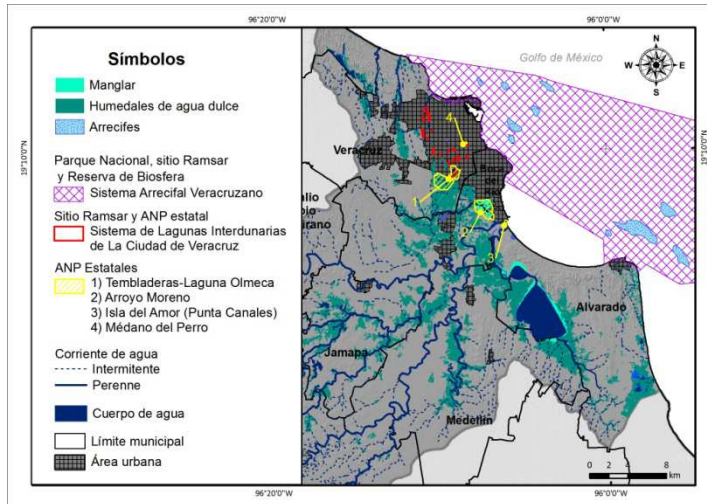 96°20'0"W
96°0'0"W
Símbolos
Manglar
Humedales de agua dulce
Arrecifes
Parque Nacional, sitio Ramsar
y Reserva de Biosfera
Sistema Arrecifal Veracruzano
Sitio Ramsar y ANP estatal
Sistema de Lagunas Interdunarias
de La Ciudad de Veracruz
ANP Estatales
1) Tembladeras-Laguna Olmeca
2) Arroyo Moreno
3) Isla del Amor (Punta Canales)
4) Médano del Perro
Corriente de agua
Intermitente
Perenne
Cuerpo de agua
Límite municipal
Área urbana
Golfo de México
N
W
E
S
19°10'0"N
19°10'0"N
Veracruz
4
1
2
3
Alvarado
Jamapa
Medellín
0 2 4 8
km
96°20'0"W
96°0'0"W